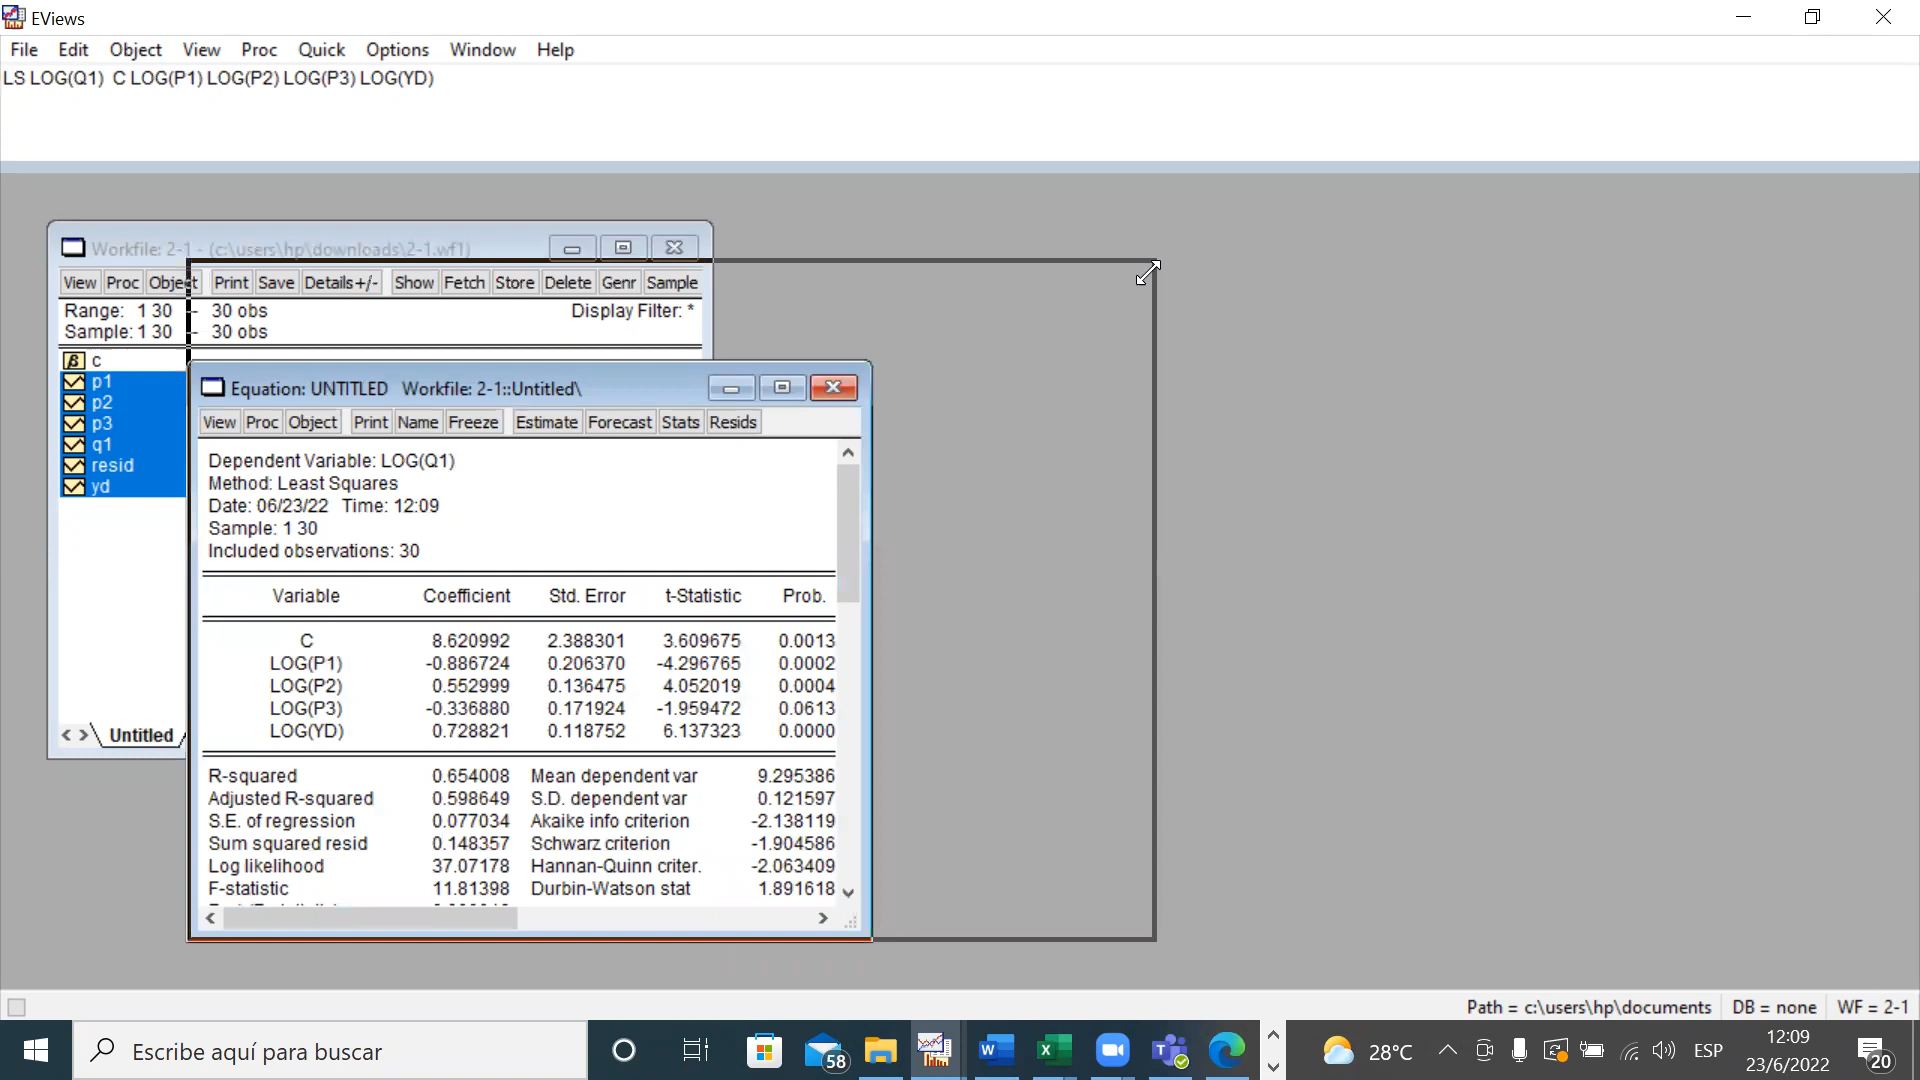 EViews
File Edit Object View Proc Quick Options Window Help
LS LOG(Q1) C LOG(P1) LOG(P2) LOG(P3) LOG(YD)
Workfile: 2-1 - (c:\users\hp\downloads\2-1.wf1)
View Proc Object Print Save Details+/- Show Fetch Store Delete Genr Sample
Range: 1 30 - 30 obs Display Filter: *
Sample: 1 30 - 30 obs
c
p1
p2
p3
q1
resid
yd
Untitled
Equation: UNTITLED Workfile: 2-1::Untitled\
View Proc Object Print Name Freeze Estimate Forecast Stats Resids
Dependent Variable: LOG(Q1)
Method: Least Squares
Date: 06/23/22 Time: 12:09
Sample: 1 30
Included observations: 30
Variable Coefficient Std. Error t-Statistic Prob.
C 8.620992 2.388301 3.609675 0.0013
LOG(P1) -0.886724 0.206370 -4.296765 0.0002
LOG(P2) 0.552999 0.136475 4.052019 0.0004
LOG(P3) -0.336880 0.171924 -1.959472 0.0613
LOG(YD) 0.728821 0.118752 6.137323 0.0000
R-squared 0.654008 Mean dependent var 9.295386
Adjusted R-squared 0.598649 S.D. dependent var 0.121597
S.E. of regression 0.077034 Akaike info criterion -2.138119
Sum squared resid 0.148357 Schwarz criterion -1.904586
Log likelihood 37.07178 Hannan-Quinn criter. -2.063409
F-statistic 11.81398 Durbin-Watson stat 1.891618
Path = c:\users\hp\documents DB = none WF = 2-1
Escribe aquí para buscar 58 28°C ESP 12:09
23/6/2022 20